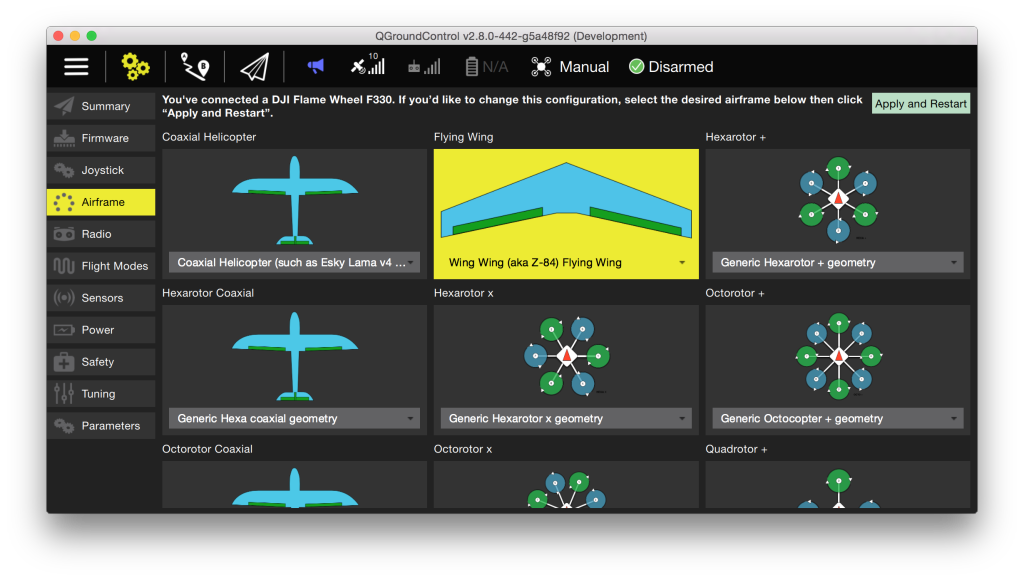 QGroundControl v2.8.0-442-g5a48f92 (Development)
10
N/A
Manual
Disarmed
Summary
Firmware
Joystick
Airframe
Radio
Flight Modes
Sensors
Power
Safety
Tuning
Parameters
You've connected a DJI Flame Wheel F330. If you'd like to change this configuration, select the desired airframe below then click
“Apply and Restart”.
Apply and Restart
Coaxial Helicopter
Flying Wing
Hexarotor +
Coaxial Helicopter (such as Esky Lama v4 ...
Wing Wing (aka Z-84) Flying Wing
Generic Hexarotor + geometry
Hexarotor Coaxial
Hexarotor x
Octorotor +
Generic Hexa coaxial geometry
Generic Hexarotor x geometry
Generic Octocopter + geometry
Octorotor Coaxial
Octorotor x
Quadrotor +